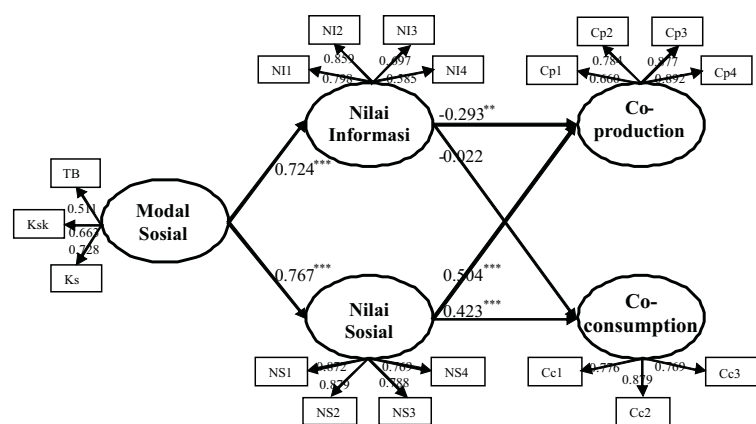 NI2
NI3
NI1
NI4
0.859
0.697
0.798
0.585
Nilai
Informasi
Cp2
Cp3
Cp1
Cp4
0.784
0.877
0.660
0.892
Co-
production
-0.293**
-0.022
0.724***
TB
Ksk
Ks
0.511
0.663
0.728
Modal
Sosial
0.767***
0.504***
0.423***
Nilai
Sosial
Co-
consumption
NS1
NS4
NS2
NS3
0.872
0.769
0.879
0.788
Cc1
Cc3
Cc2
0.776
0.769
0.879